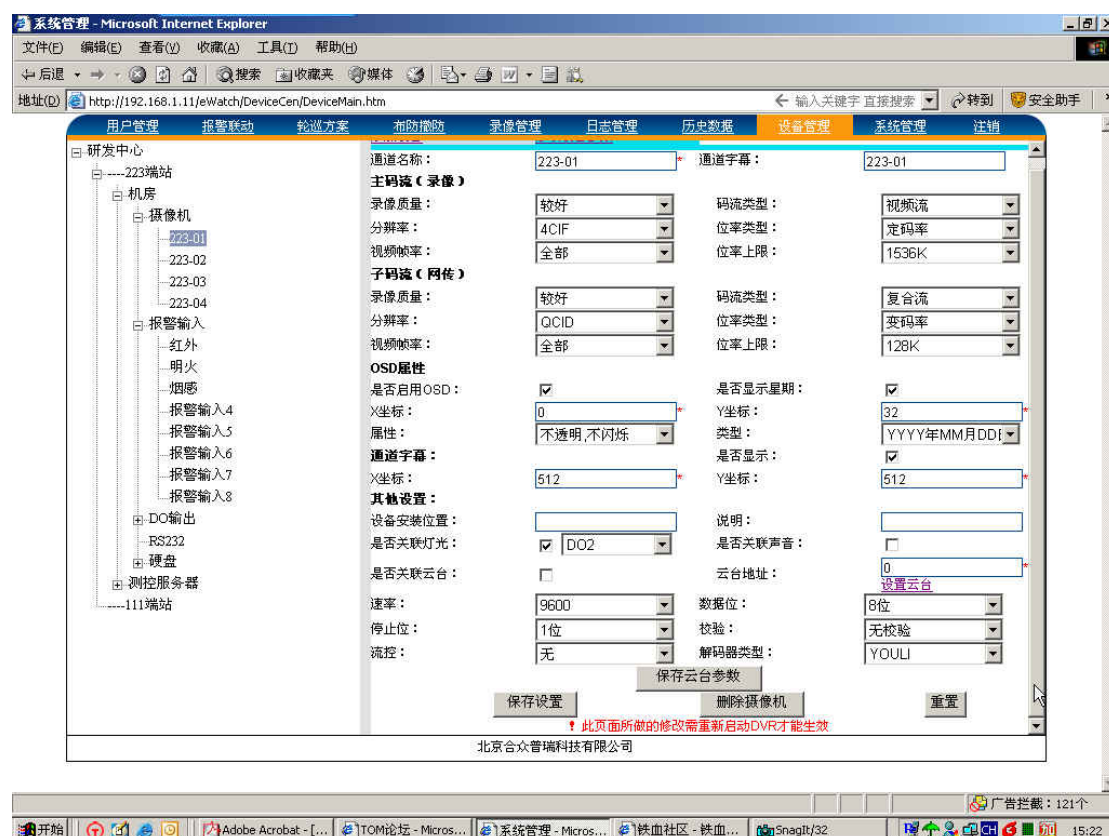 系统管理 - Microsoft Internet Explorer
文件(F) 编辑(E) 查看(V) 收藏(A) 工具(T) 帮助(H)
后退 搜索 收藏夹 媒体
地址(D) http://192.168.1.11/eWatch/DeviceCen/DeviceMain.htm 输入关键字 直接搜索 转到 安全助手
用户管理 报警联动 轮巡方案 布防撤防 录像管理 日志管理 历史数据 设备管理 系统管理 注销
研发中心
----223端站
机房
摄像机
223-01
223-02
223-03
223-04
报警输入
红外
明火
烟感
报警输入4
报警输入5
报警输入6
报警输入7
报警输入8
DO输出
RS232
硬盘
测控服务器
----111端站
通道名称： 223-01 * 通道字幕： 223-01
主码流（录像）
录像质量： 较好 码流类型： 视频流
分辨率： 4CIF 位率类型： 定码率
视频帧率： 全部 位率上限： 1536K
子码流（网传）
录像质量： 较好 码流类型： 复合流
分辨率： QCID 位率类型： 变码率
视频帧率： 全部 位率上限： 128K
OSD属性
是否启用OSD： 是否显示星期：
X坐标： 0 * Y坐标： 32 *
属性： 不透明,不闪烁 类型： YYYY年MM月DD
通道字幕： 是否显示：
X坐标： 512 * Y坐标： 512 *
其他设置：
设备安装位置： 说明：
是否关联灯光： DO2 是否关联声音：
是否关联云台： 云台地址： 0 *
设置云台
速率： 9600 数据位： 8位
停止位： 1位 校验： 无校验
流控： 无 解码器类型： YOULI
保存云台参数
保存设置 删除摄像机 重置
! 此页面所做的修改需重新启动DVR才能生效
北京合众普瑞科技有限公司
广告拦截：121个
开始 Adobe Acrobat - [... TOM论坛 - Micros... 系统管理 - Micros... 铁血社区 - 铁血... SnagIt/32 CH 15:22